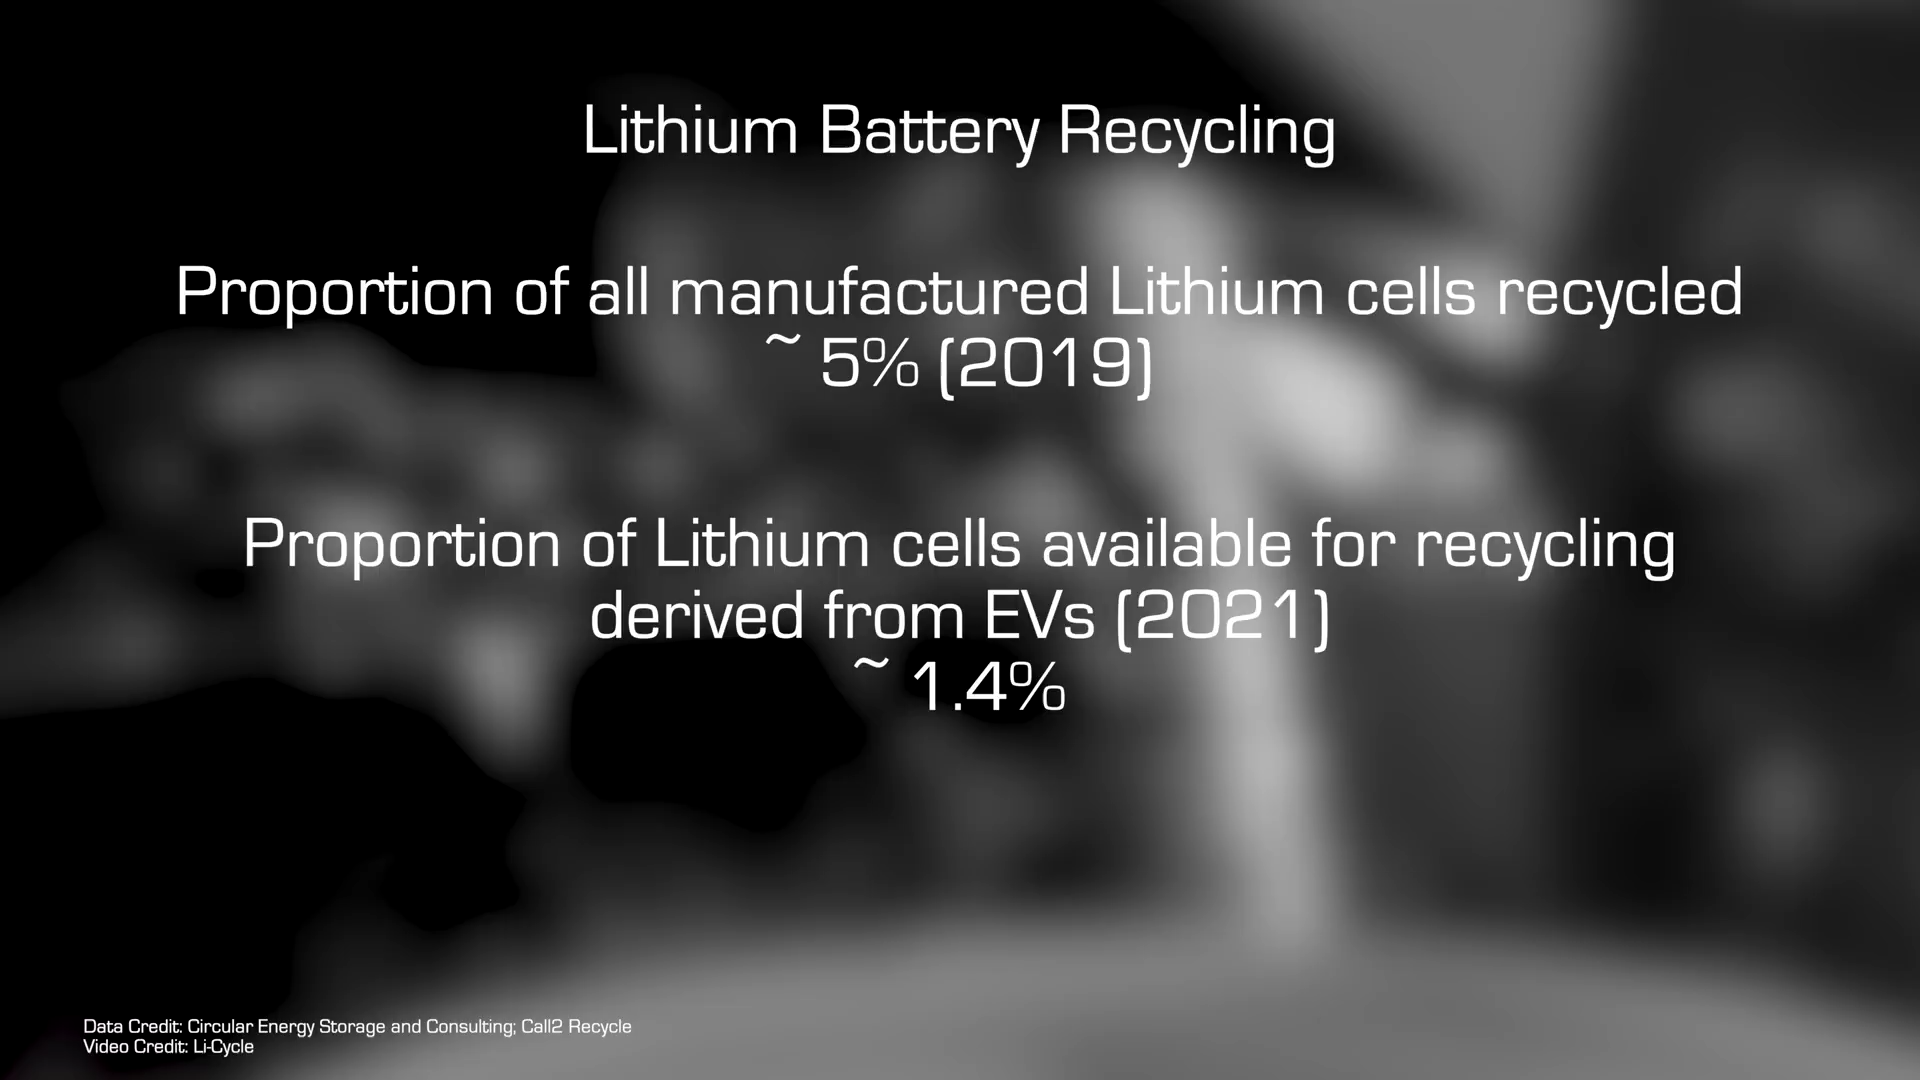 Lithium Battery Recycling
Proportion of all manufactured Lithium cells recycled
~ 5% (2019)
Proportion of Lithium cells available for recycling
derived from EVs (2021)
~ 1.4%
Data Credit: Circular Energy Storage and Consulting; Call2 Recycle
Video Credit: Li-Cycle